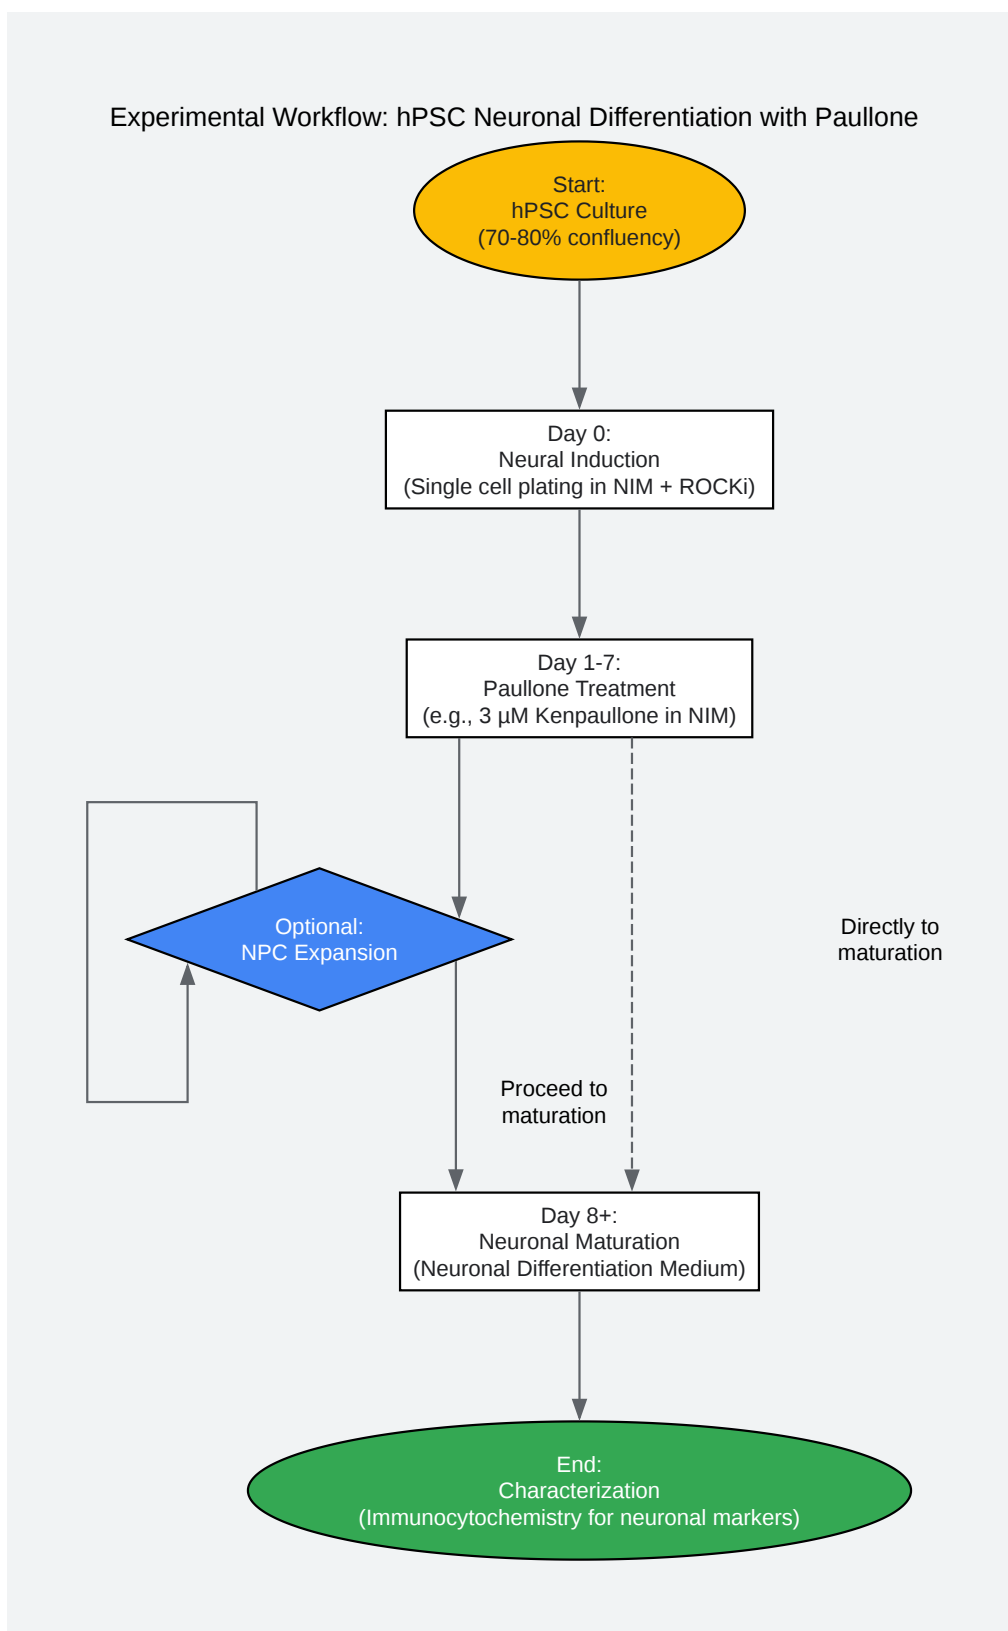 Experimental Workflow: hPSC Neuronal Differentiation with Paullone
Start:
hPSC Culture
(70-80% confluency)
Day 0:
Neural Induction
(Single cell plating in NIM + ROCKi)
Day 1-7:
Paullone Treatment
(e.g., 3 µM Kenpaullone in NIM)
Optional:
NPC Expansion
Directly to
maturation
Proceed to
maturation
Day 8+:
Neuronal Maturation
(Neuronal Differentiation Medium)
End:
Characterization
(Immunocytochemistry for neuronal markers)